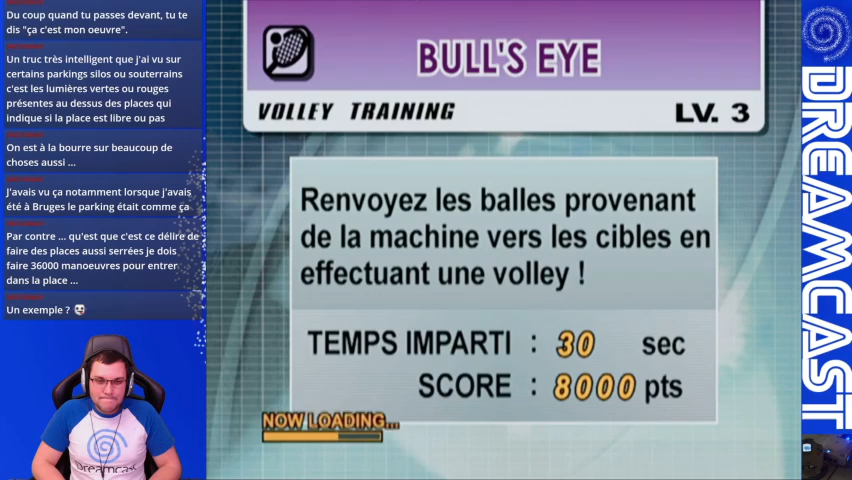 Du coup quand tu passes devant, tu te
dis "ça c'est mon oeuvre".
Un truc très intelligent que j'ai vu sur
certains parkings silos ou souterrains
c'est les lumières vertes ou rouges
présentes au dessus des places qui
indique si la place est libre ou pas
On est à la bourre sur beaucoup de
choses aussi ...
J'avais vu ça notamment lorsque j'avais
été à Bruges le parking était comme ça
Par contre ... qu'est que c'est ce délire de
faire des places aussi serrées je dois
faire 36000 manoeuvres pour entrer
dans la place ...
Un exemple ?
BULL'S EYE
VOLLEY TRAINING LV. 3
Renvoyez les balles provenant
de la machine vers les cibles en
effectuant une volley !
TEMPS IMPARTI : 30 sec
SCORE : 8000 pts
NOW LOADING...
Dreamcast
DREAMCAST